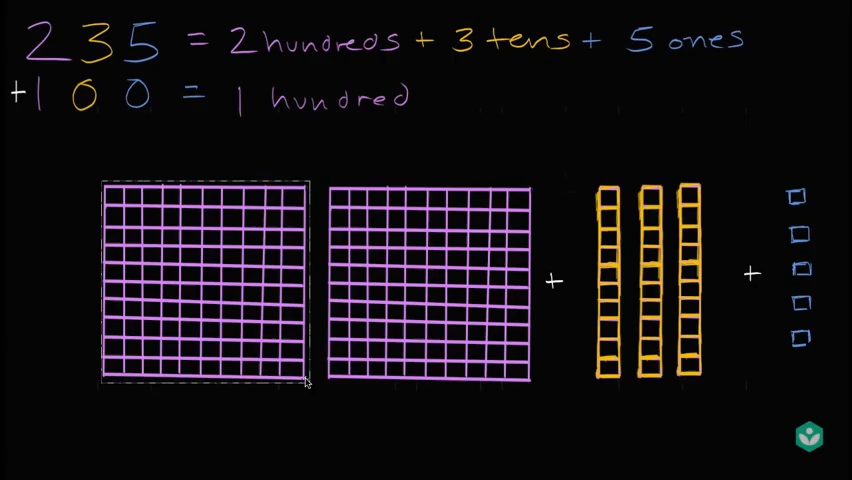 235 = 2 hundreds + 3 tens + 5 ones
+100 = 1 hundred
+ +